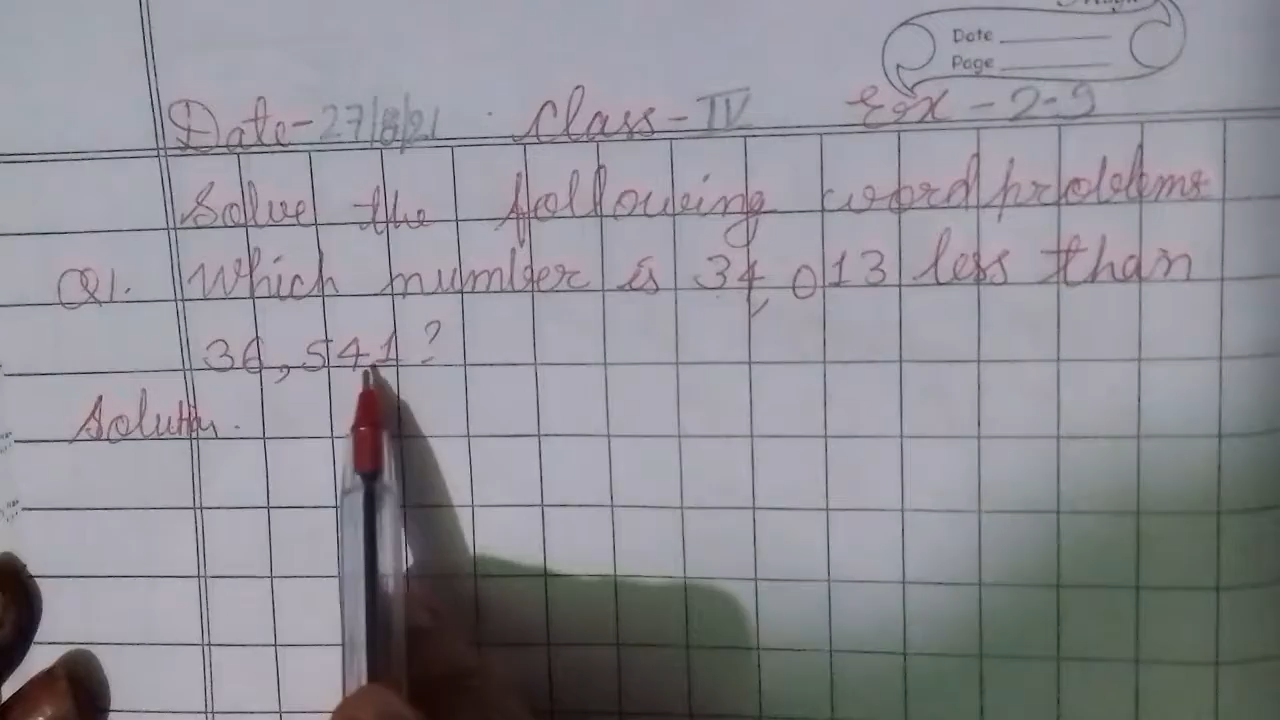 Date
Page
Date-27/8/21 Class-IV Ex-2.9
Solve the following word problems
Q1. Which number is 34,013 less than
36,541?
Solution.